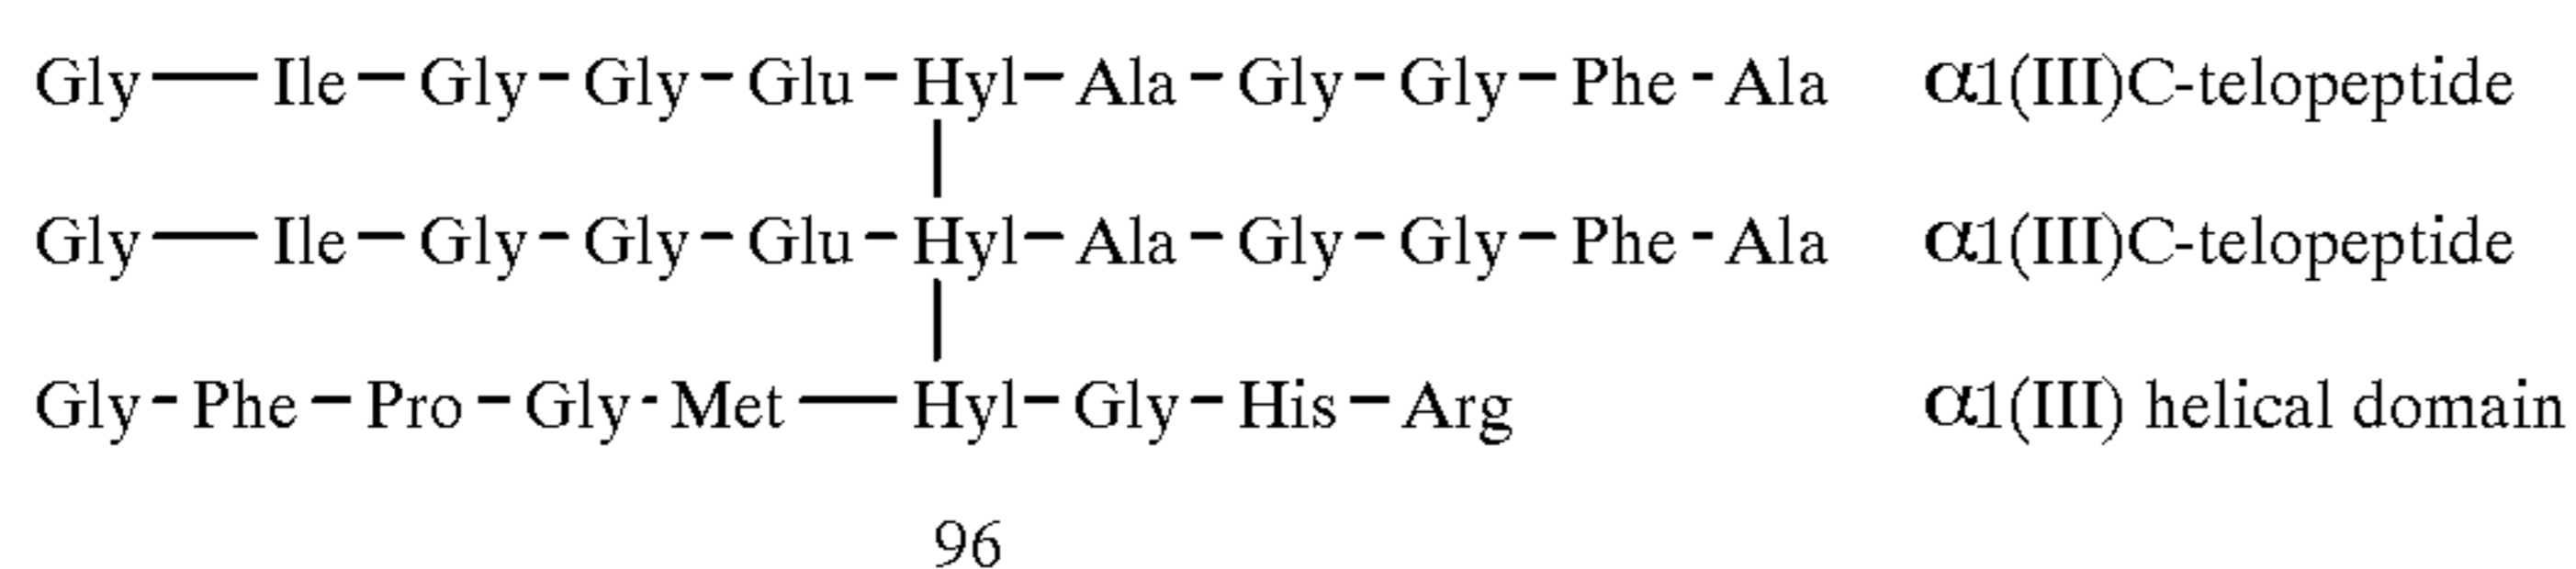 Gly—Ile—Gly-Gly-Glu-Hyl-Ala-Gly-Gly-Phe-Ala α1(III)C-telopeptide
Gly—Ile—Gly-Gly-Glu-Hyl-Ala-Gly-Gly-Phe-Ala α1(III)C-telopeptide
Gly-Phe-Pro-Gly-Met—Hyl-Gly-His-Arg α1(III) helical domain
96